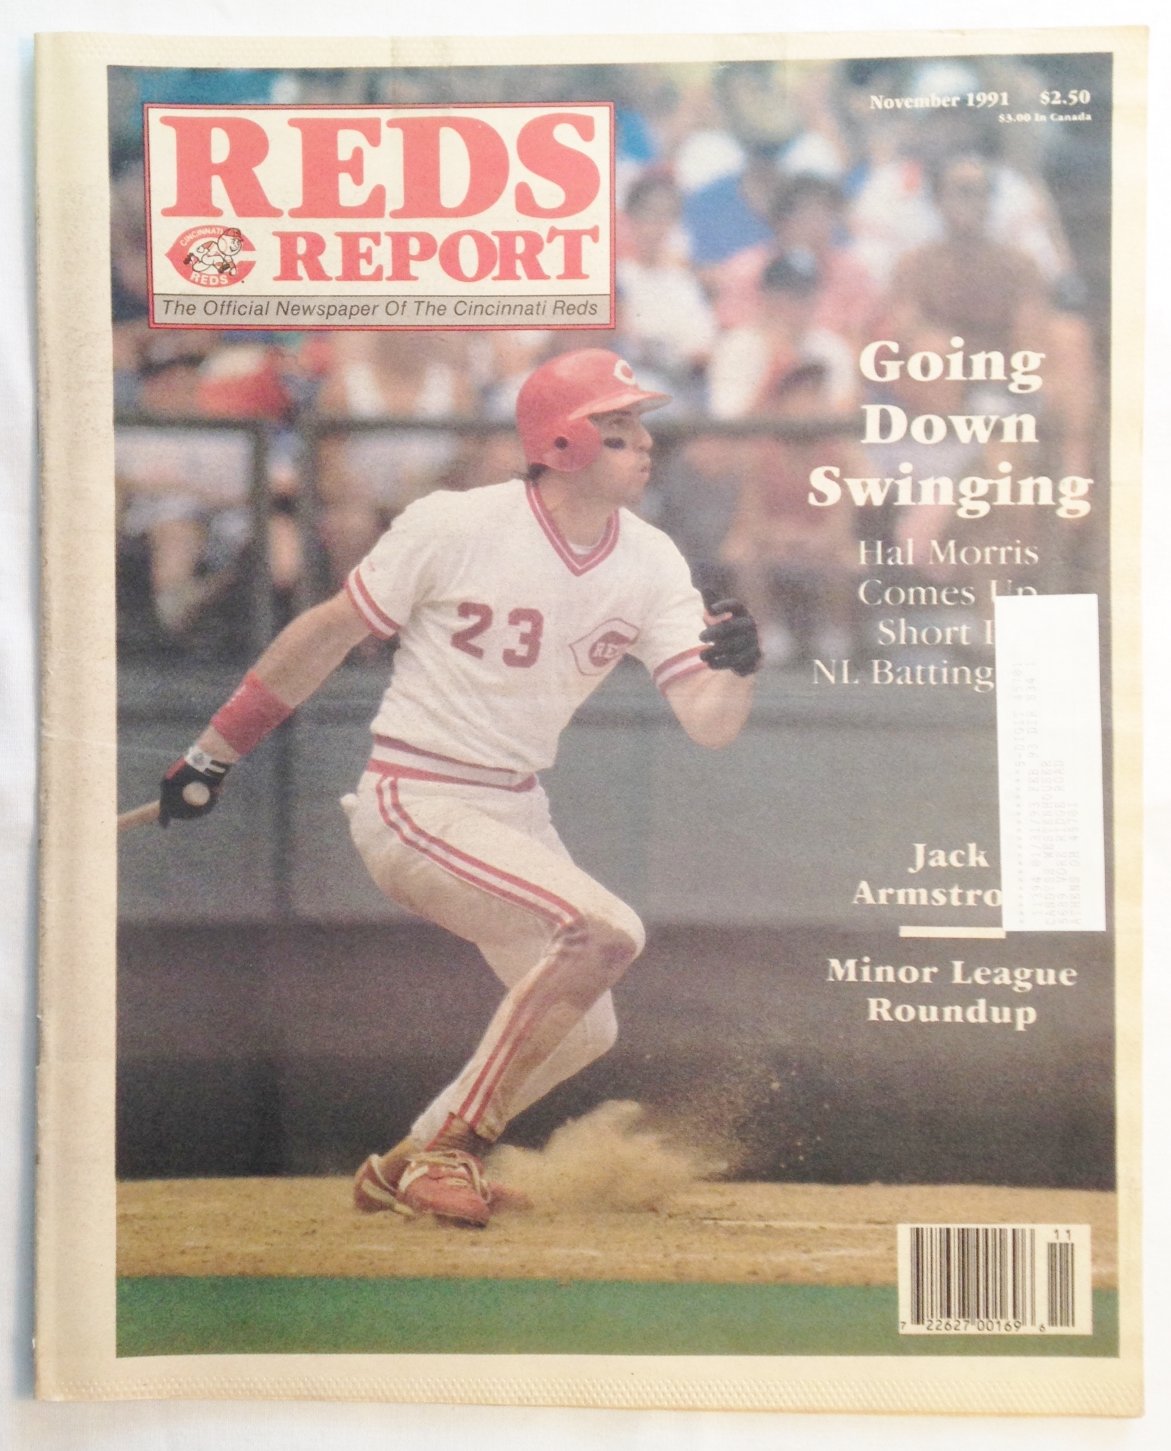 November 1991 $2.50
$3.00 In Canada
REDS
REPORT
CINCINNATI
REDS
The Official Newspaper Of The Cincinnati Reds
Going
Down
Swinging
Hal Morris
Comes Up
Short
NL Batting
23
REDS
Jack
Armstro
Minor League
Roundup
11
7 22627 00169 6